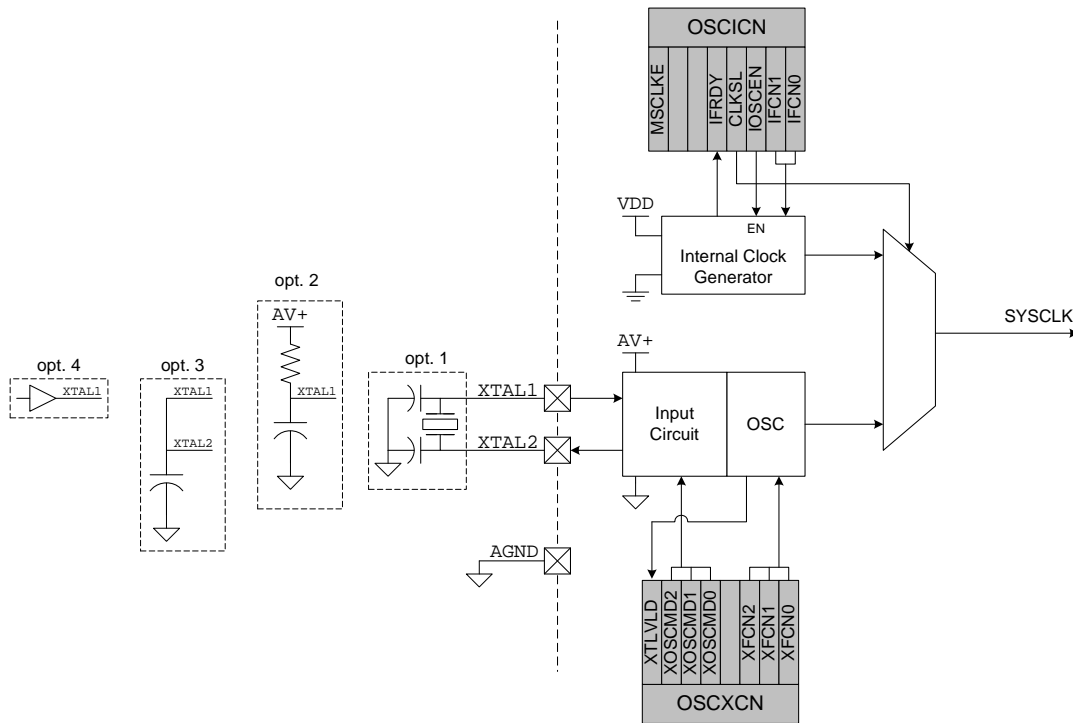 OSCICN
MSCLKE
IFRDY
CLKSL
IOSCEN
IFCN1
IFCN0
VDD
EN
Internal Clock
Generator
SYSCLK
opt. 4
XTAL1
opt. 3
XTAL1
XTAL2
opt. 2
AV+
XTAL1
opt. 1
XTAL1
XTAL2
AV+
Input
Circuit
OSC
AGND
XTLVLD
XOSCMD2
XOSCMD1
XOSCMD0
XFCN2
XFCN1
XFCN0
OSCXCN